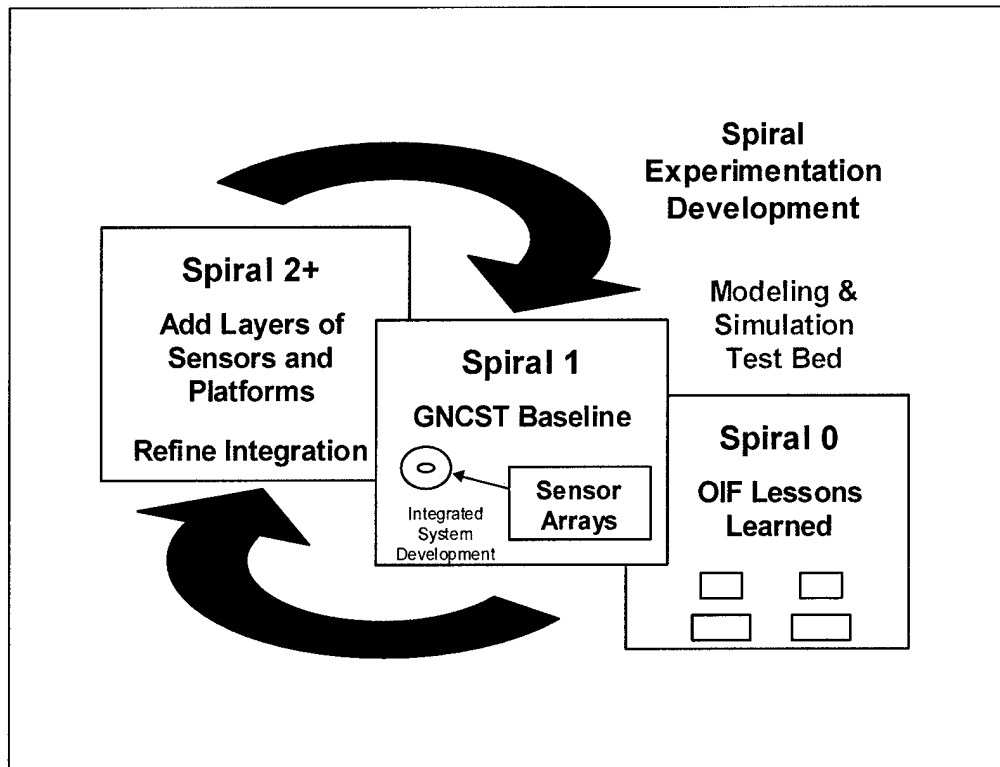 Spiral
Experimentation
Development
Modeling &
Simulation
Test Bed
Spiral 2+
Add Layers of
Sensors and
Platforms
Refine Integration
Spiral 1
GNCST Baseline
Sensor
Arrays
Integrated
System
Development
Spiral 0
OIF Lessons
Learned